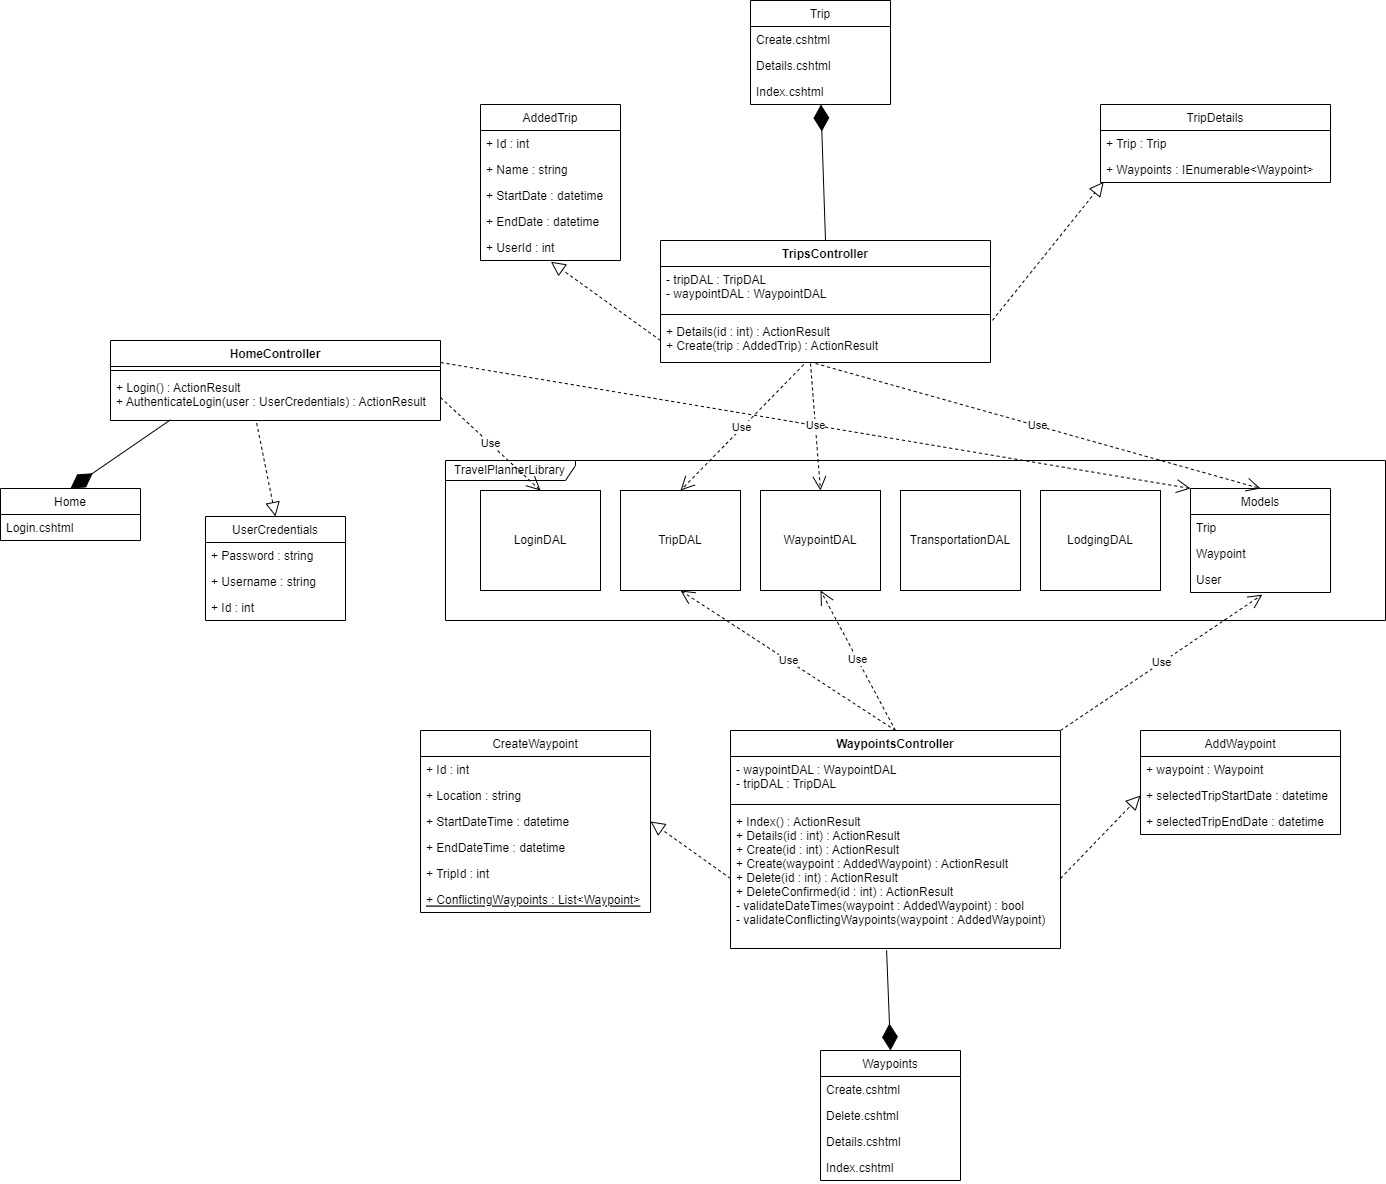 Trip
Create.cshtml
Details.cshtml
Index.cshtml
AddedTrip
+ Id : int
+ Name : string
+ StartDate : datetime
+ EndDate : datetime
+ UserId : int
TripDetails
+ Trip : Trip
+ Waypoints : IEnumerable<Waypoint>
TripsController
- tripDAL : TripDAL
- waypointDAL : WaypointDAL
+ Details(id : int) : ActionResult
+ Create(trip : AddedTrip) : ActionResult
HomeController
+ Login() : ActionResult
+ AuthenticateLogin(user : UserCredentials) : ActionResult
Use
Use
Use
Use
Home
Login.cshtml
UserCredentials
+ Password : string
+ Username : string
+ Id : int
TravelPlannerLibrary
LoginDAL
TripDAL
WaypointDAL
TransportationDAL
LodgingDAL
Models
Trip
Waypoint
User
Use
Use
Use
CreateWaypoint
+ Id : int
+ Location : string
+ StartDateTime : datetime
+ EndDateTime : datetime
+ TripId : int
+ ConflictingWaypoints : List<Waypoint>
WaypointsController
- waypointDAL : WaypointDAL
- tripDAL : TripDAL
+ Index() : ActionResult
+ Details(id : int) : ActionResult
+ Create(id : int) : ActionResult
+ Create(waypoint : AddedWaypoint) : ActionResult
+ Delete(id : int) : ActionResult
+ DeleteConfirmed(id : int) : ActionResult
- validateDateTimes(waypoint : AddedWaypoint) : bool
- validateConflictingWaypoints(waypoint : AddedWaypoint)
AddWaypoint
+ waypoint : Waypoint
+ selectedTripStartDate : datetime
+ selectedTripEndDate : datetime
Waypoints
Create.cshtml
Delete.cshtml
Details.cshtml
Index.cshtml